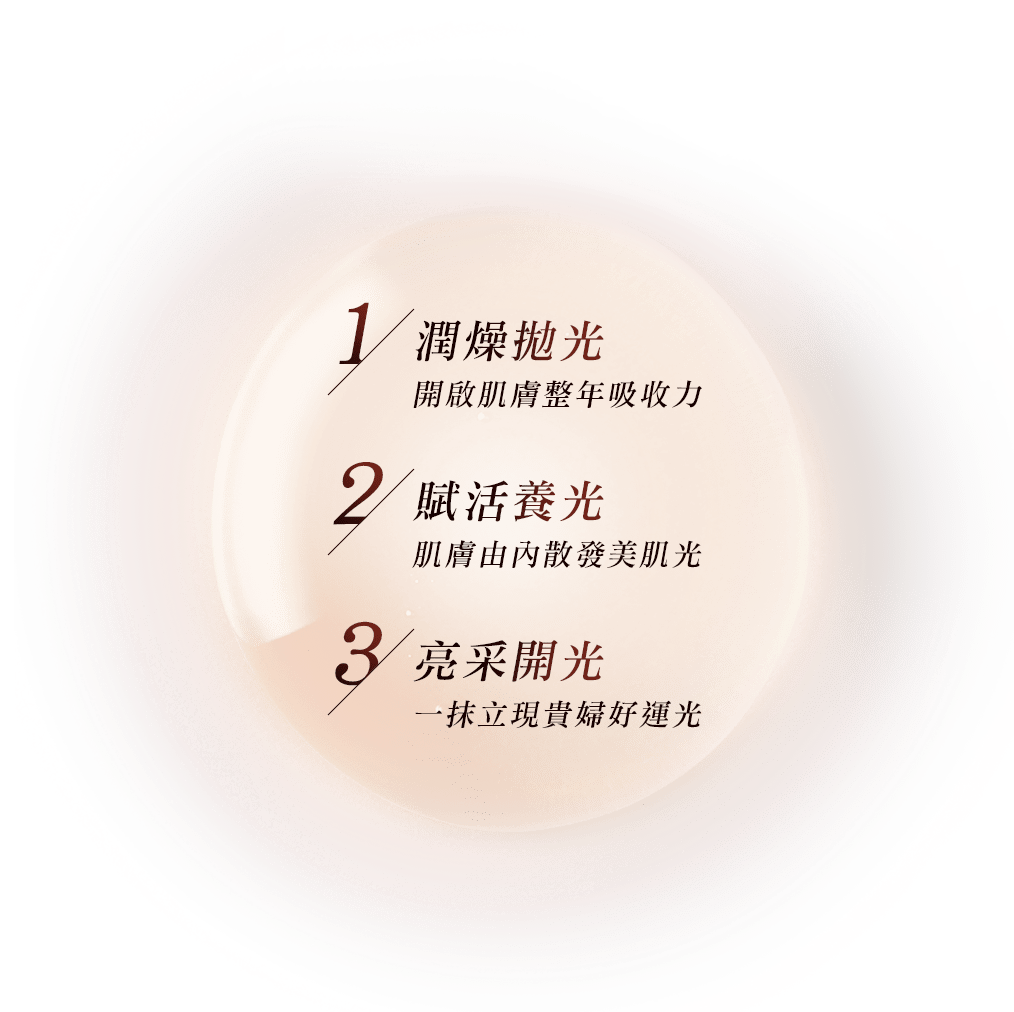 1 潤燥拋光
開啟肌膚整年吸收力
2 賦活養光
肌膚由內散發美肌光
3 亮采開光
一抹立現貴婦好運光